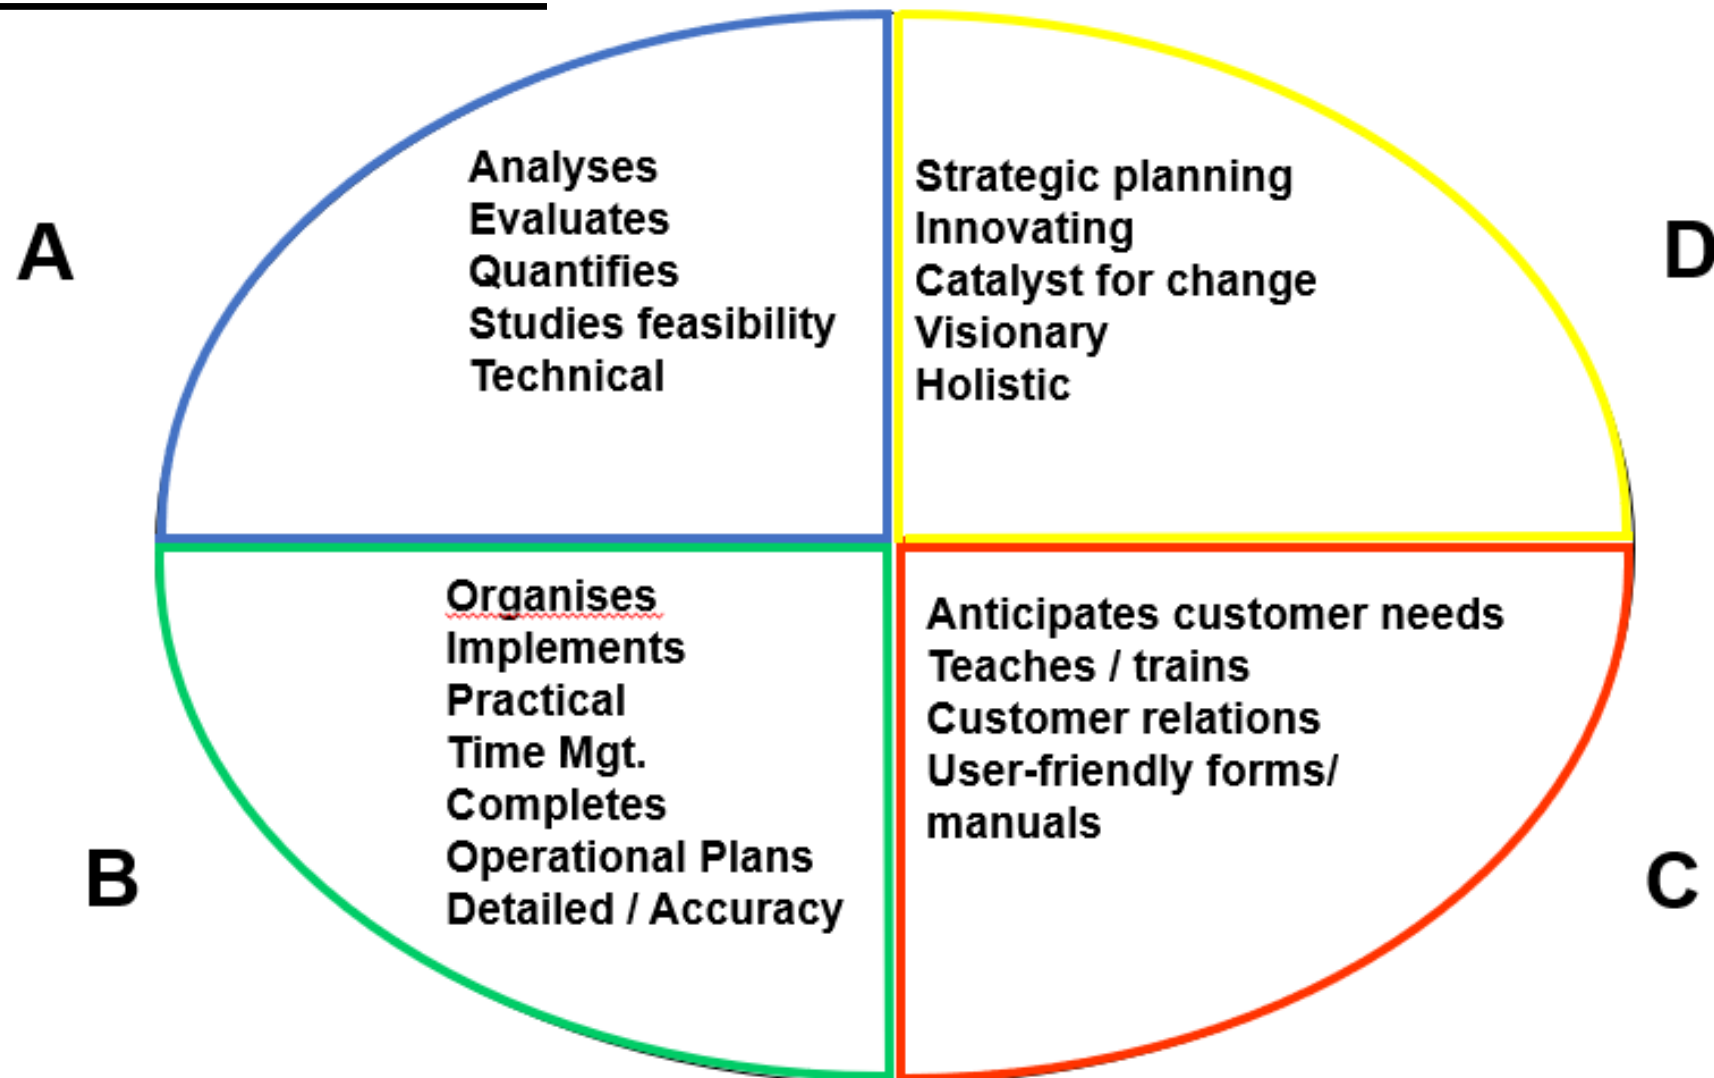 A
Analyses
Evaluates
Quantifies
Studies feasibility
Technical
D
Strategic planning
Innovating
Catalyst for change
Visionary
Holistic
B
Organises
Implements
Practical
Time Mgt.
Completes
Operational Plans
Detailed / Accuracy
C
Anticipates customer needs
Teaches / trains
Customer relations
User-friendly forms/
manuals